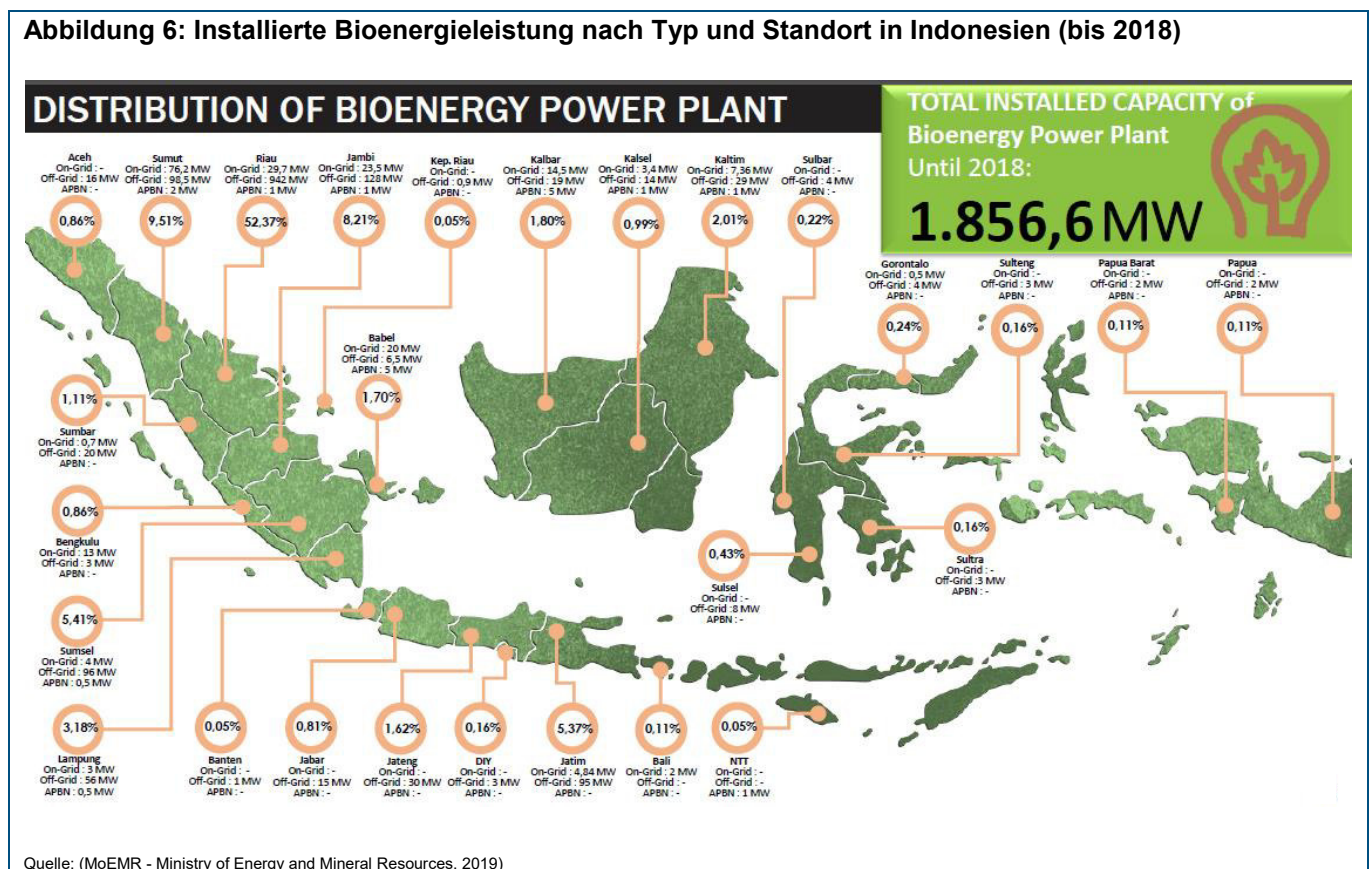 Abbildung 6: Installierte Bioenergieleistung nach Typ und Standort in Indonesien (bis 2018)
DISTRIBUTION OF BIOENERGY POWER PLANT
TOTAL INSTALLED CAPACITY of
Bioenergy Power Plant
Until 2018:
1.856,6 MW
Aceh
On-Grid : -
Off-Grid : 16 MW
APBN : -
0,86%
Sumut
On-Grid : 76,2 MW
Off-Grid : 98,5 MW
APBN : 2 MW
9,51%
Riau
On-Grid : 29,7 MW
Off-Grid : 942 MW
APBN : 1 MW
52,37%
Jambi
On-Grid : 23,5 MW
Off-Grid : 128 MW
APBN : 1 MW
8,21%
Kep. Riau
On-Grid : -
Off-Grid : 0,9 MW
APBN : -
0,05%
Kalbar
On-Grid : 14,5 MW
Off-Grid : 19 MW
APBN : 5 MW
1,80%
Kalsel
On-Grid : 3,4 MW
Off-Grid : 14 MW
APBN : 1 MW
0,99%
Kaltim
On-Grid : 7,36 MW
Off-Grid : 29 MW
APBN : 1 MW
2,01%
Sulbar
On-Grid : -
Off-Grid : 4 MW
APBN : -
0,22%
Gorontalo
On-Grid : 0,5 MW
Off-Grid : 4 MW
APBN : -
0,24%
Sulteng
On-Grid : -
Off-Grid : 3 MW
APBN : -
0,16%
Papua Barat
On-Grid : -
Off-Grid : 2 MW
APBN : -
0,11%
Papua
On-Grid : -
Off-Grid : 2 MW
APBN : -
0,11%
Babel
On-Grid : 20 MW
Off-Grid : 6,5 MW
APBN : 5 MW
1,70%
1,11%
Sumbar
On-Grid : 0,7 MW
Off-Grid : 20 MW
APBN : -
0,86%
Bengkulu
On-Grid : 13 MW
Off-Grid : 3 MW
APBN : -
5,41%
Sumsel
On-Grid : 4 MW
Off-Grid : 96 MW
APBN : 0,5 MW
3,18%
Lampung
On-Grid : 3 MW
Off-Grid : 56 MW
APBN : 0,5 MW
0,05%
Banten
On-Grid : -
Off-Grid : 1 MW
APBN : -
0,81%
Jabar
On-Grid : -
Off-Grid : 15 MW
APBN : -
1,62%
Jateng
On-Grid : -
Off-Grid : 30 MW
APBN : -
0,16%
DIY
On-Grid : -
Off-Grid : 3 MW
APBN : -
5,37%
Jatim
On-Grid : 4,84 MW
Off-Grid : 95 MW
APBN : -
0,11%
Bali
On-Grid : 2 MW
Off-Grid : -
APBN : -
0,05%
NTT
On-Grid : -
Off-Grid : -
APBN : 1 MW
0,43%
Sulsel
On-Grid : -
Off-Grid :8 MW
APBN : -
0,16%
Sultra
On-Grid : -
Off-Grid :3 MW
APBN : -
Quelle: (MoEMR - Ministry of Energy and Mineral Resources, 2019)